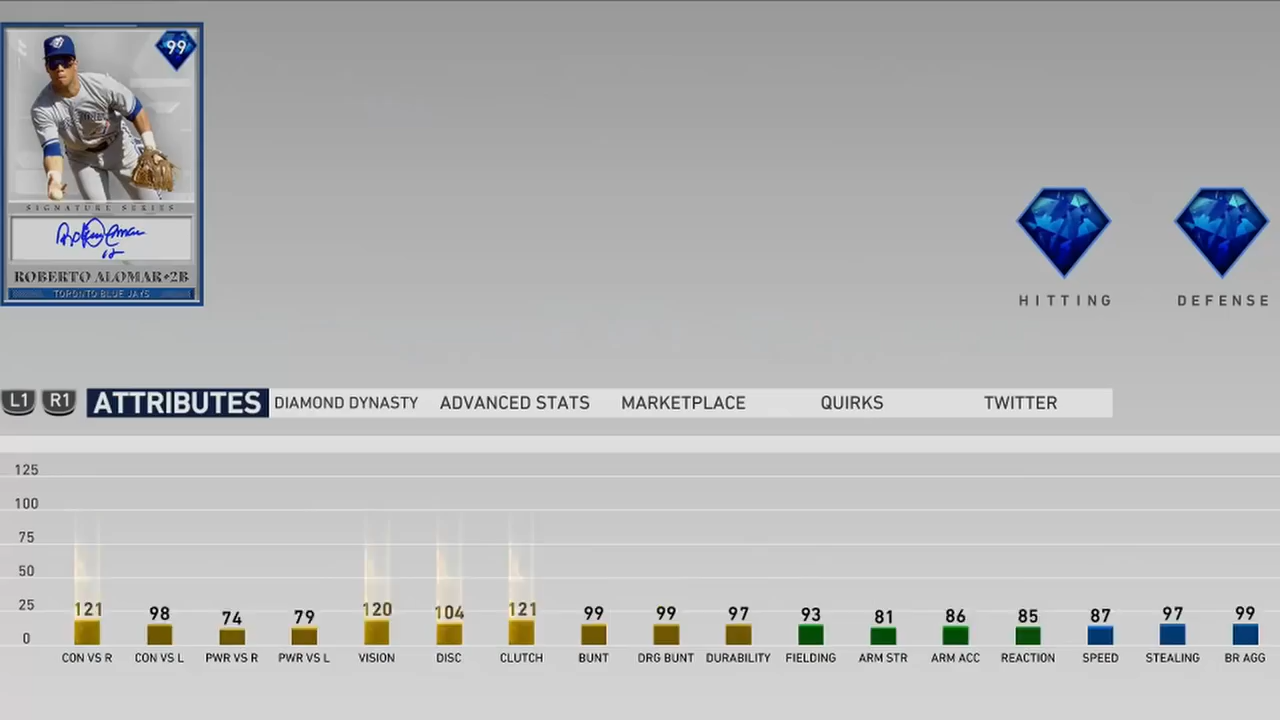 99
SIGNATURE SERIES
ROBERTO ALOMAR•2B
TORONTO BLUE JAYS
HITTING DEFENSE
L1 R1 ATTRIBUTES DIAMOND DYNASTY ADVANCED STATS MARKETPLACE QUIRKS TWITTER
125
100
75
50
25
0
121 98 74 79 120 104 121 99 99 97 93 81 86 85 87 97 99
CON VS R CON VS L PWR VS R PWR VS L VISION DISC CLUTCH BUNT DRG BUNT DURABILITY FIELDING ARM STR ARM ACC REACTION SPEED STEALING BR AGG